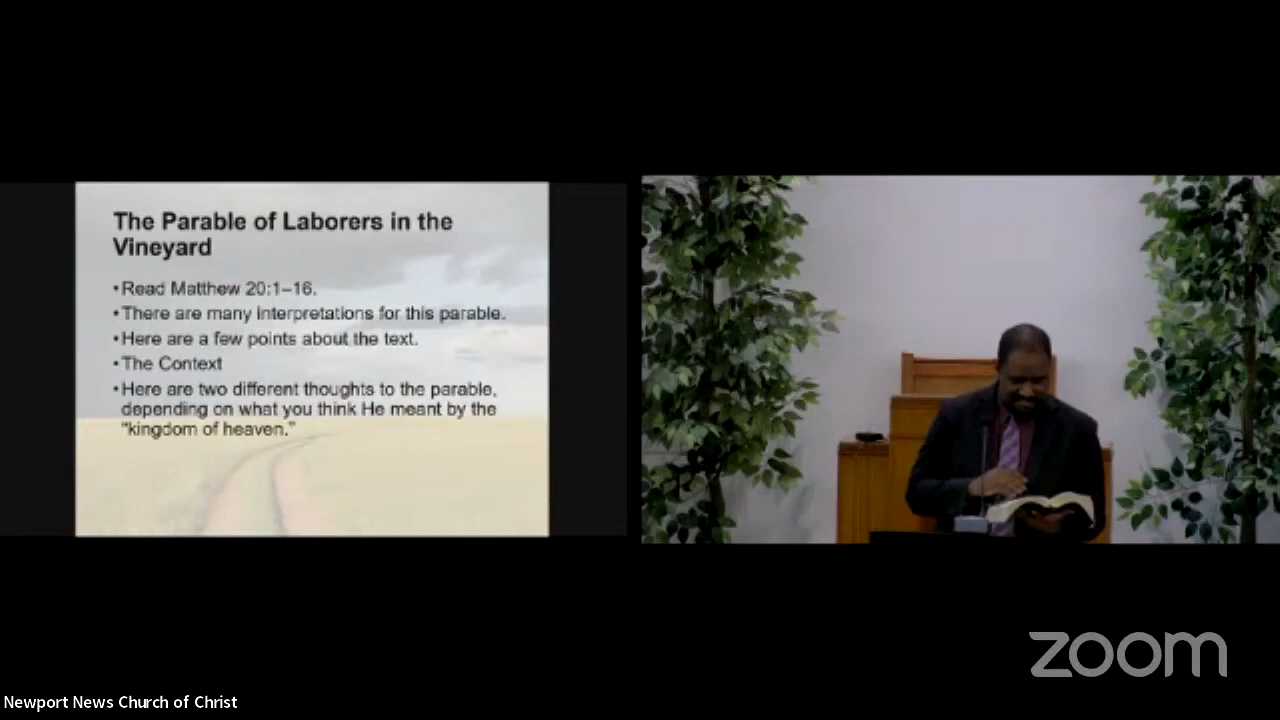 The Parable of Laborers in the
Vineyard
•Read Matthew 20:1–16.
•There are many interpretations for this parable.
•Here are a few points about the text.
•The Context
•Here are two different thoughts to the parable,
depending on what you think He meant by the
“kingdom of heaven.”
zoom
Newport News Church of Christ